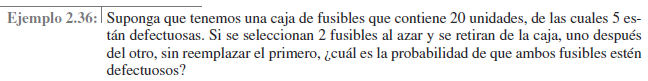 Ejemplo 2.36: Suponga que tenemos una caja de fusibles que contiene 20 unidades, de las cuales 5 es-
tán defectuosas. Si se seleccionan 2 fusibles al azar y se retiran de la caja, uno después
del otro, sin reemplazar el primero, ¿cuál es la probabilidad de que ambos fusibles estén
defectuosos?